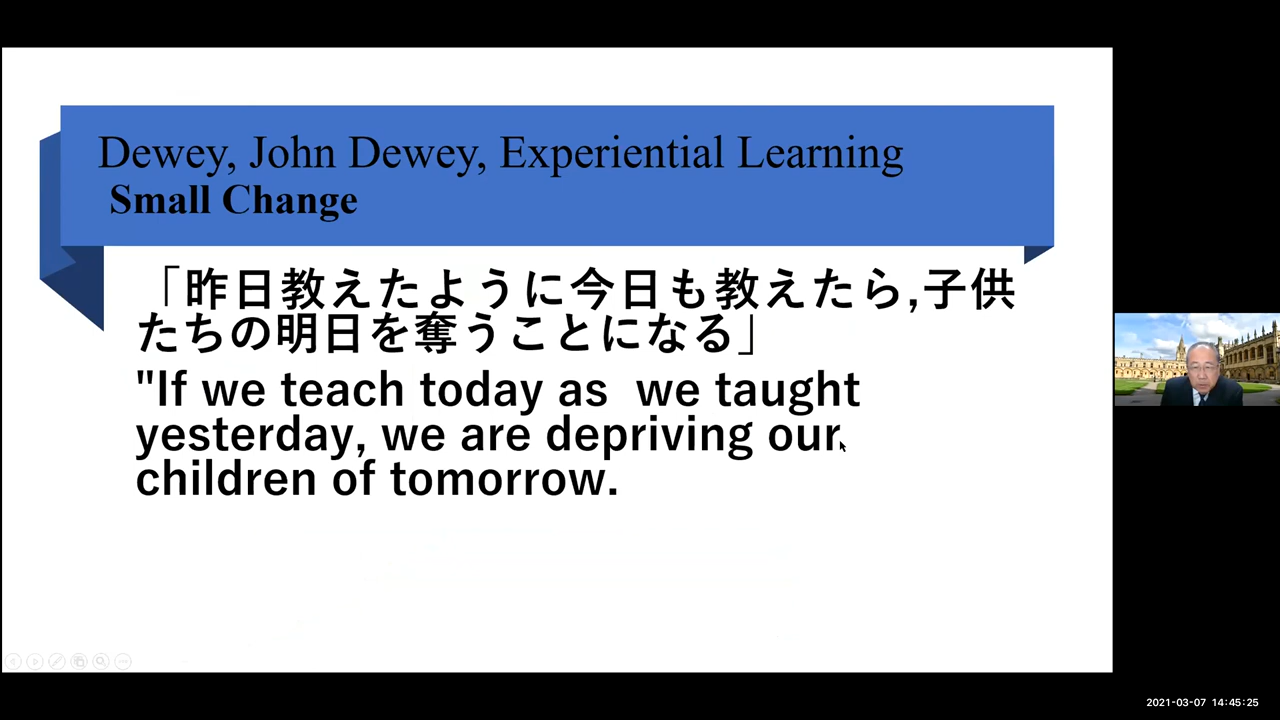 Dewey, John Dewey, Experiential Learning
Small Change
「昨日教えたように今日も教えたら,子供
たちの明日を奪うことになる」
"If we teach today as  we taught
yesterday, we are depriving our
children of tomorrow.
2021-03-07 14:45:25